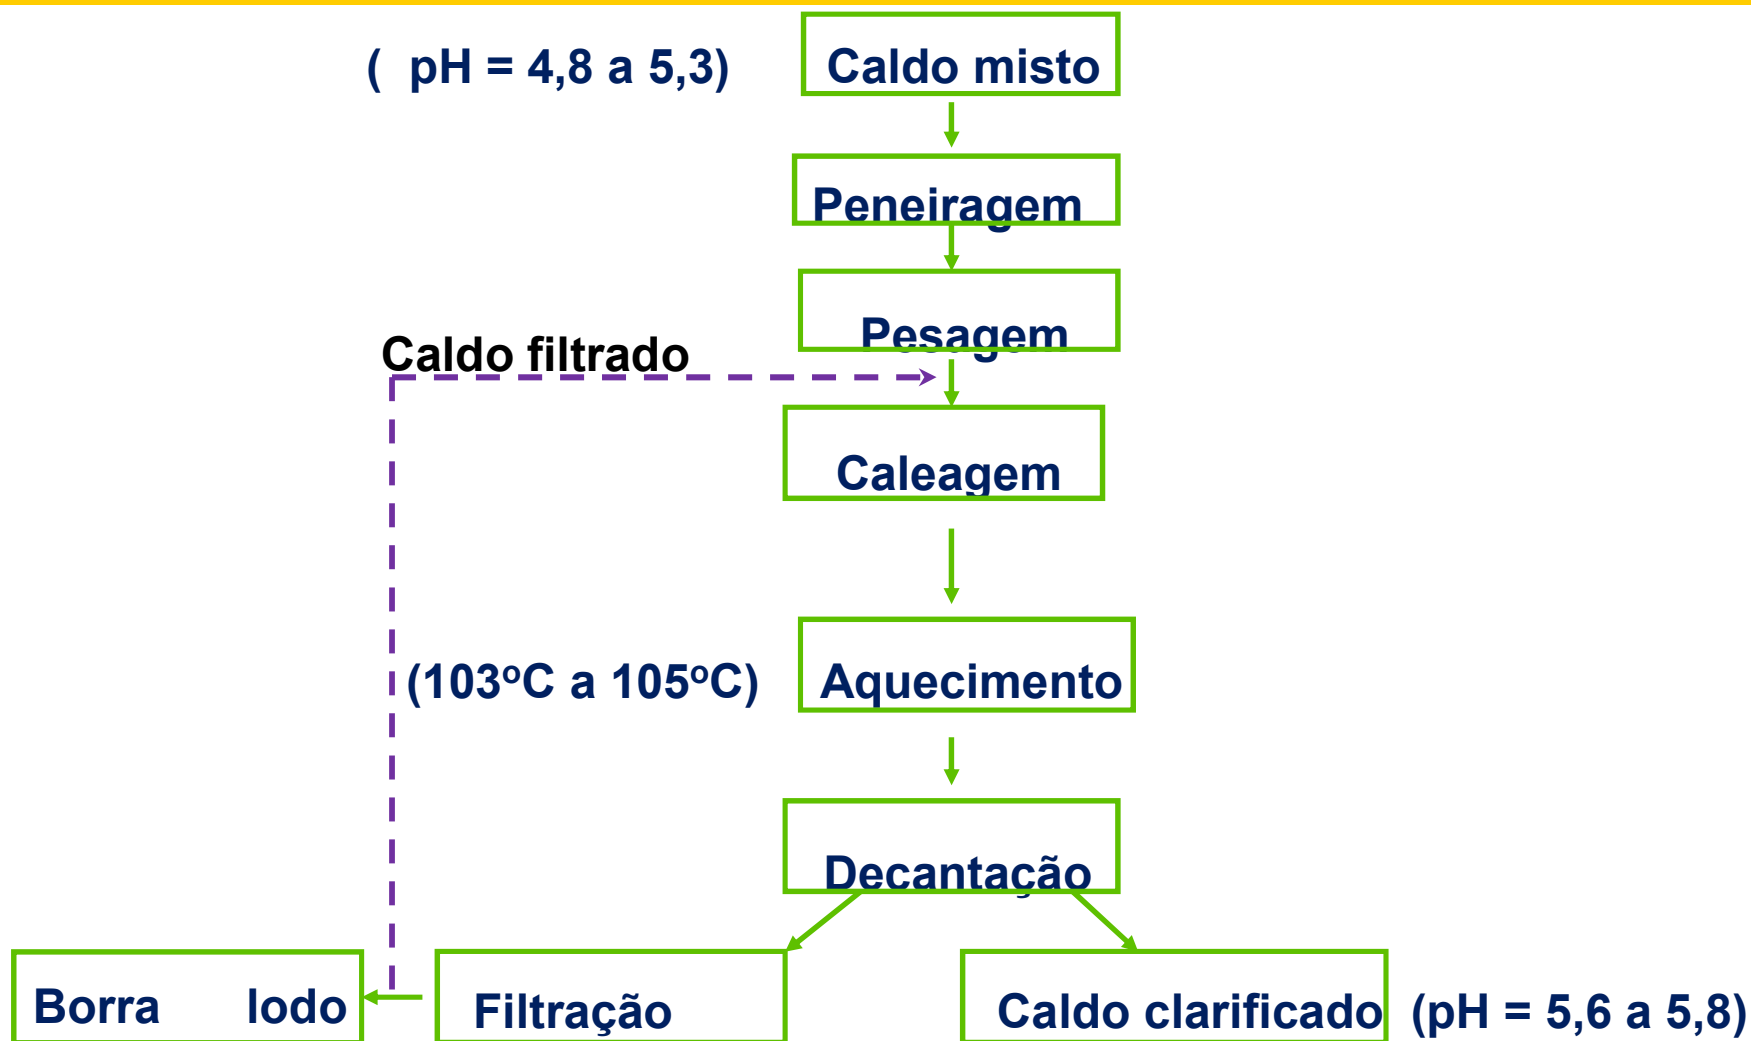 ( pH = 4,8 a 5,3) Caldo misto
Peneiragem
Pesagem
Caldo filtrado
Caleagem
(103ºC a 105ºC) Aquecimento
Decantação
Borra lodo Filtração Caldo clarificado (pH = 5,6 a 5,8)